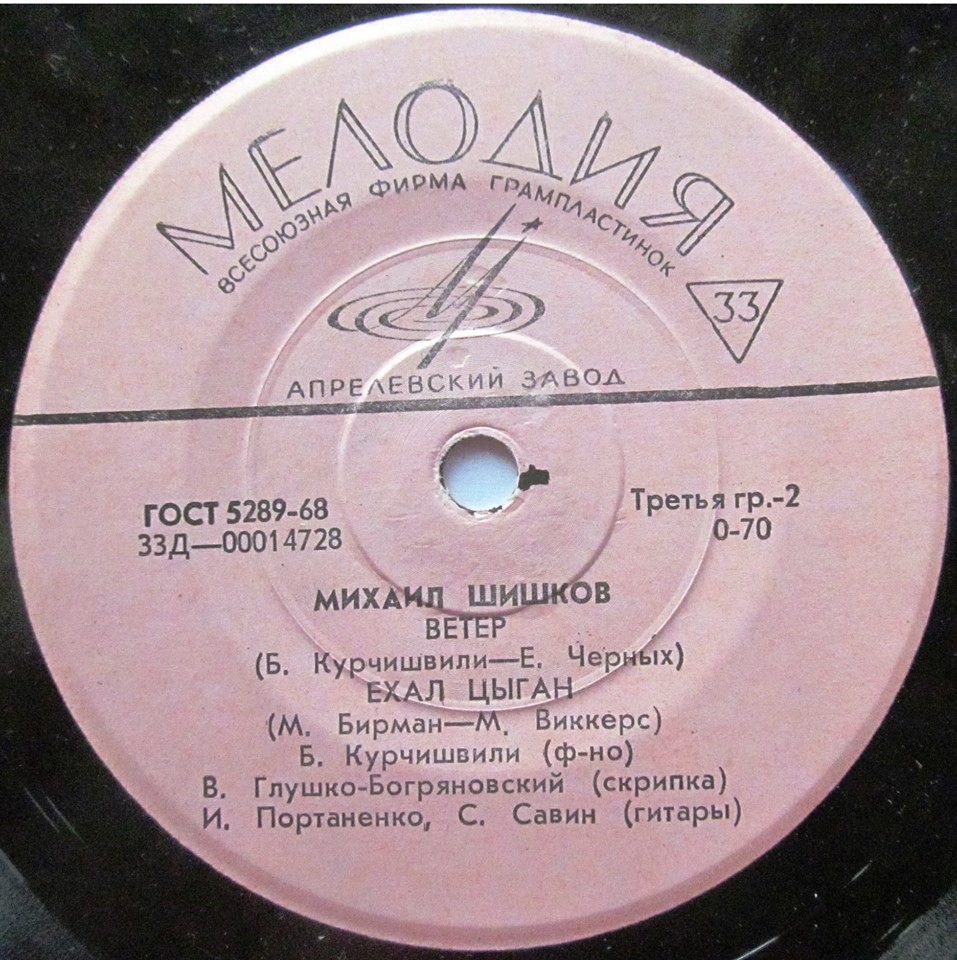 МЕЛОДИЯ
ВСЕСОЮЗНАЯ ФИРМА ГРАМПЛАСТИНОК
33
АПРЕЛЕВСКИЙ ЗАВОД
ГОСТ 5289-68
Третья гр.-2
33Д—00014728
0-70
МИХАИЛ ШИШКОВ
ВЕТЕР
(Б. Курчишвили—Е. Черных)
ЕХАЛ ЦЫГАН
(М. Бирман—М. Виккерс)
Б. Курчишвили (ф-но)
В. Глушко-Богряновский (скрипка)
И. Портаненко, С. Савин (гитары)